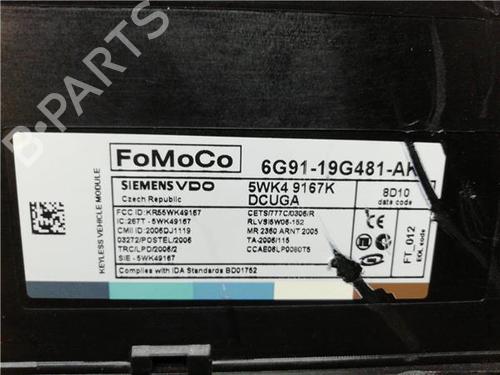 B-PARTS
FoMoCo 6G91-19G481-AK
SIEMENS VDO 5WK4 9167K 8D10
Czech Republic DCUGA date code
KEYLESS VEHICLE MODULE
FCC ID:KR55WK49167 CETS/777C/0306/R
IC:267T - 5WK49167 RLVSI5W06-152
CMII ID:2006DJ1119 MR 2360 ARNT 2005
03272/POSTEL/2006 TA-2006/115
TRC/LPD/2006/2 CCAE06LP0080T5
SIE - 5WK49167
Complies with IDA Standards BD01752
FT_012
EOL code